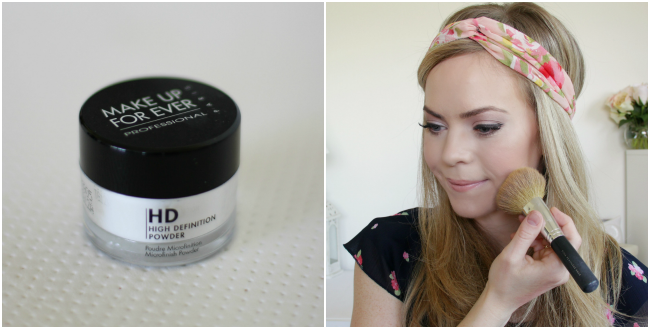 MAKE UP
FOR EVER
PROFESSIONAL
HD
HIGH DEFINITION
POWDER
Poudre Microfinition
Microfinish Powder